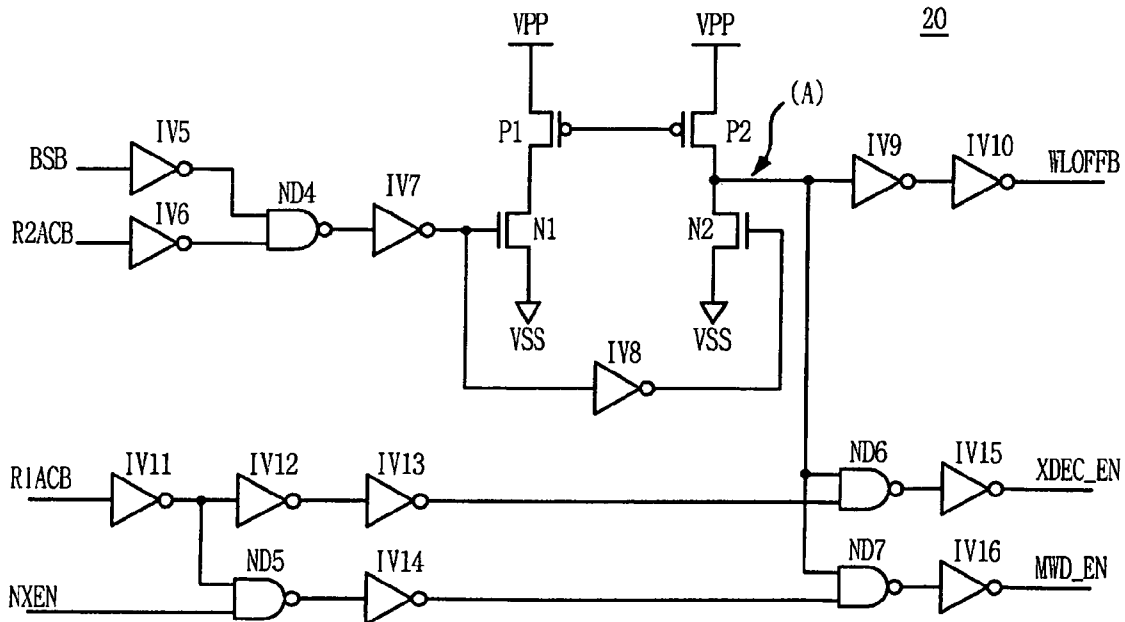 20
VPP
VPP
(A)
P1
P2
IV5
BSB
ND4
IV7
IV6
R2ACB
N1
N2
IV9
IV10
WLOFFB
VSS
VSS
IV8
R1ACB
IV11
IV12
IV13
ND6
IV15
XDEC_EN
ND5
IV14
ND7
IV16
MWD_EN
NXEN